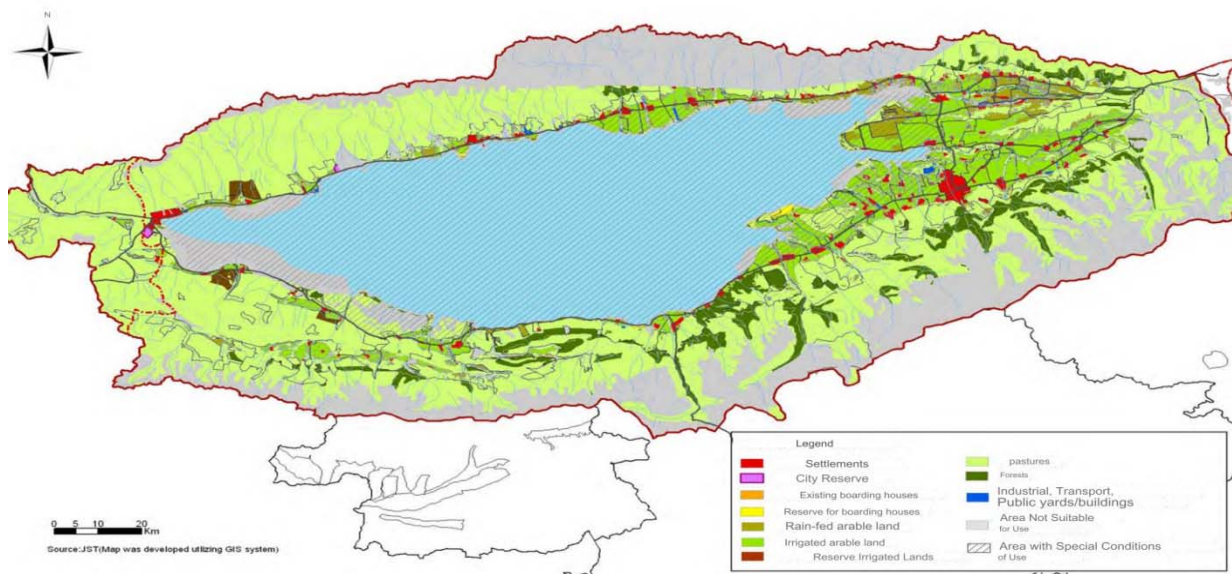 N
Legend
Settlements
City Reserve
Existing boarding houses
Reserve for boarding houses
Rain-fed arable land
Irrigated arable land
Reserve Irrigated Lands
pastures
Forests
Industrial, Transport,
Public yards/buildings
Area Not Suitable
for Use
Area with Special Conditions
of Use
0 5 10 20
Km
Source:JST(Map was developed utlizing GIS system)